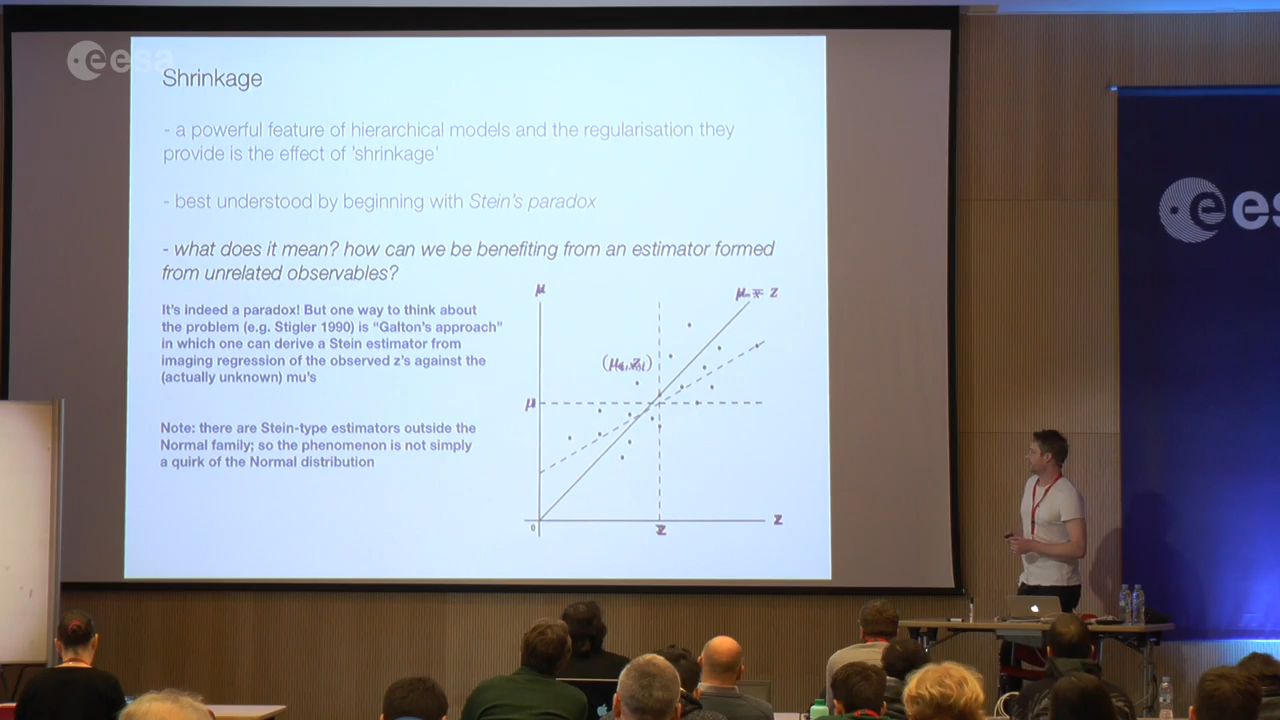 esa
Shrinkage
- a powerful feature of hierarchical models and the regularisation they
provide is the effect of 'shrinkage'
- best understood by beginning with Stein's paradox
- what does it mean? how can we be benefiting from an estimator formed
from unrelated observables?
It's indeed a paradox! But one way to think about
the problem (e.g. Stigler 1990) is "Galton's approach"
in which one can derive a Stein estimator from
imaging regression of the observed z's against the
(actually unknown) mu's
Note: there are Stein-type estimators outside the
Normal family; so the phenomenon is not simply
a quirk of the Normal distribution
μ
μ = z
μ
0
z
z
es